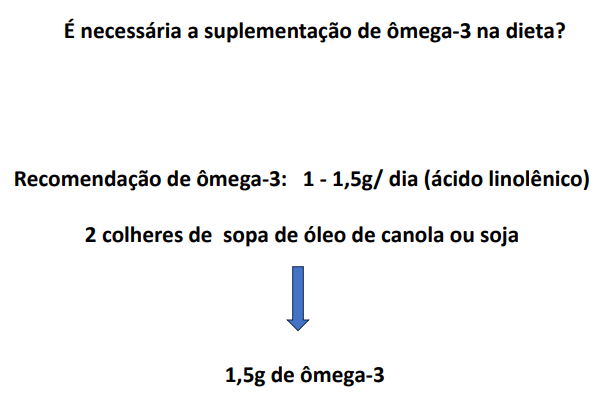 É necessária a suplementação de ômega-3 na dieta?
Recomendação de ômega-3: 1 - 1,5g/ dia (ácido linolênico)
2 colheres de sopa de óleo de canola ou soja
1,5g de ômega-3